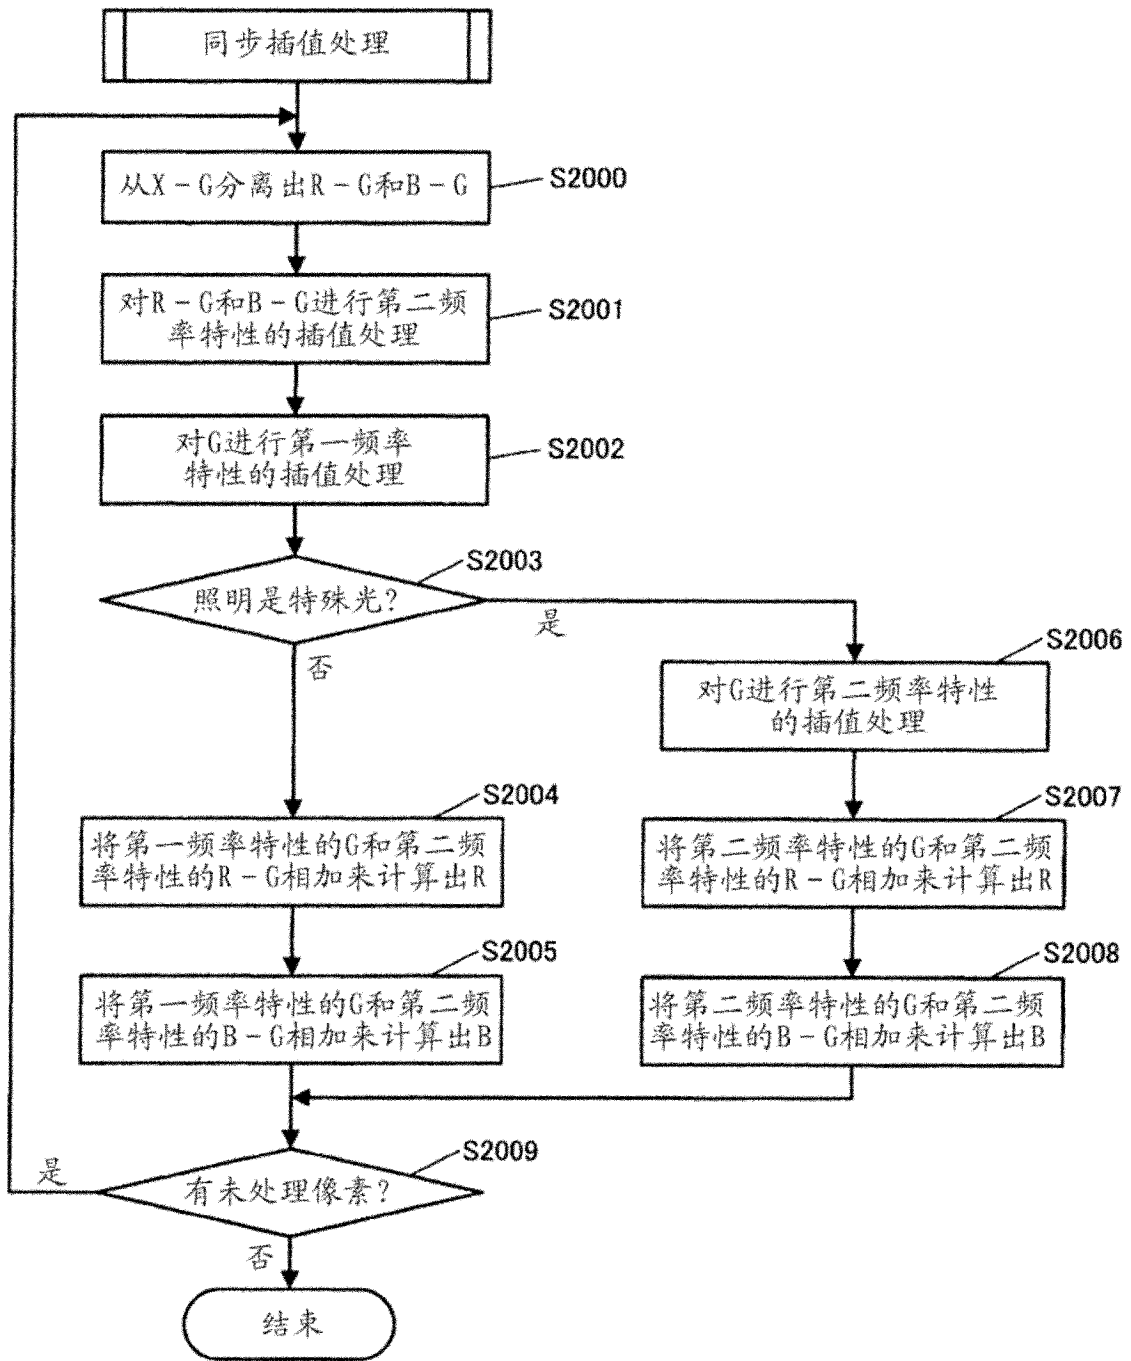 同步插值处理
从X-G分离出R-G和B-G
S2000
对R-G和B-G进行第二频
率特性的插值处理
S2001
对G进行第一频率
特性的插值处理
S2002
照明是特殊光?
S2003
是
否
S2006
对G进行第二频率特性
的插值处理
S2004
将第一频率特性的G和第二频
率特性的R-G相加来计算出R
S2007
将第二频率特性的G和第二频
率特性的R-G相加来计算出R
S2005
将第一频率特性的G和第二频
率特性的B-G相加来计算出B
S2008
将第二频率特性的G和第二频
率特性的B-G相加来计算出B
S2009
有未处理像素?
是
否
结束